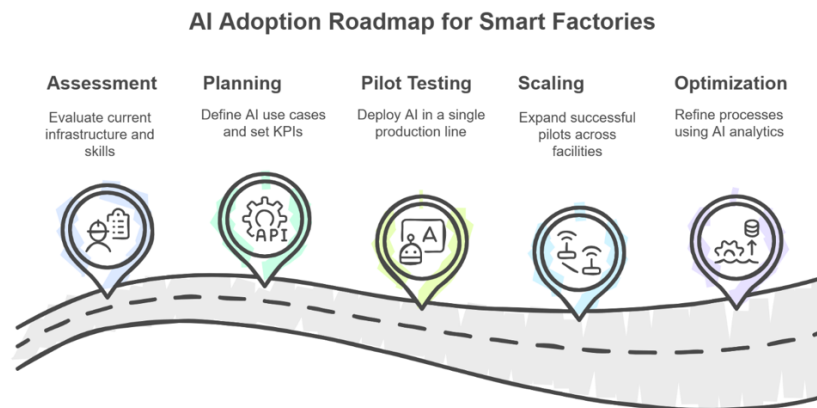 AI Adoption Roadmap for Smart Factories
Assessment
Evaluate current
infrastructure and
skills
Planning
Define AI use cases
and set KPIs
Pilot Testing
Deploy AI in a single
production line
Scaling
Expand successful
pilots across
facilities
Optimization
Refine processes
using AI analytics
API
A